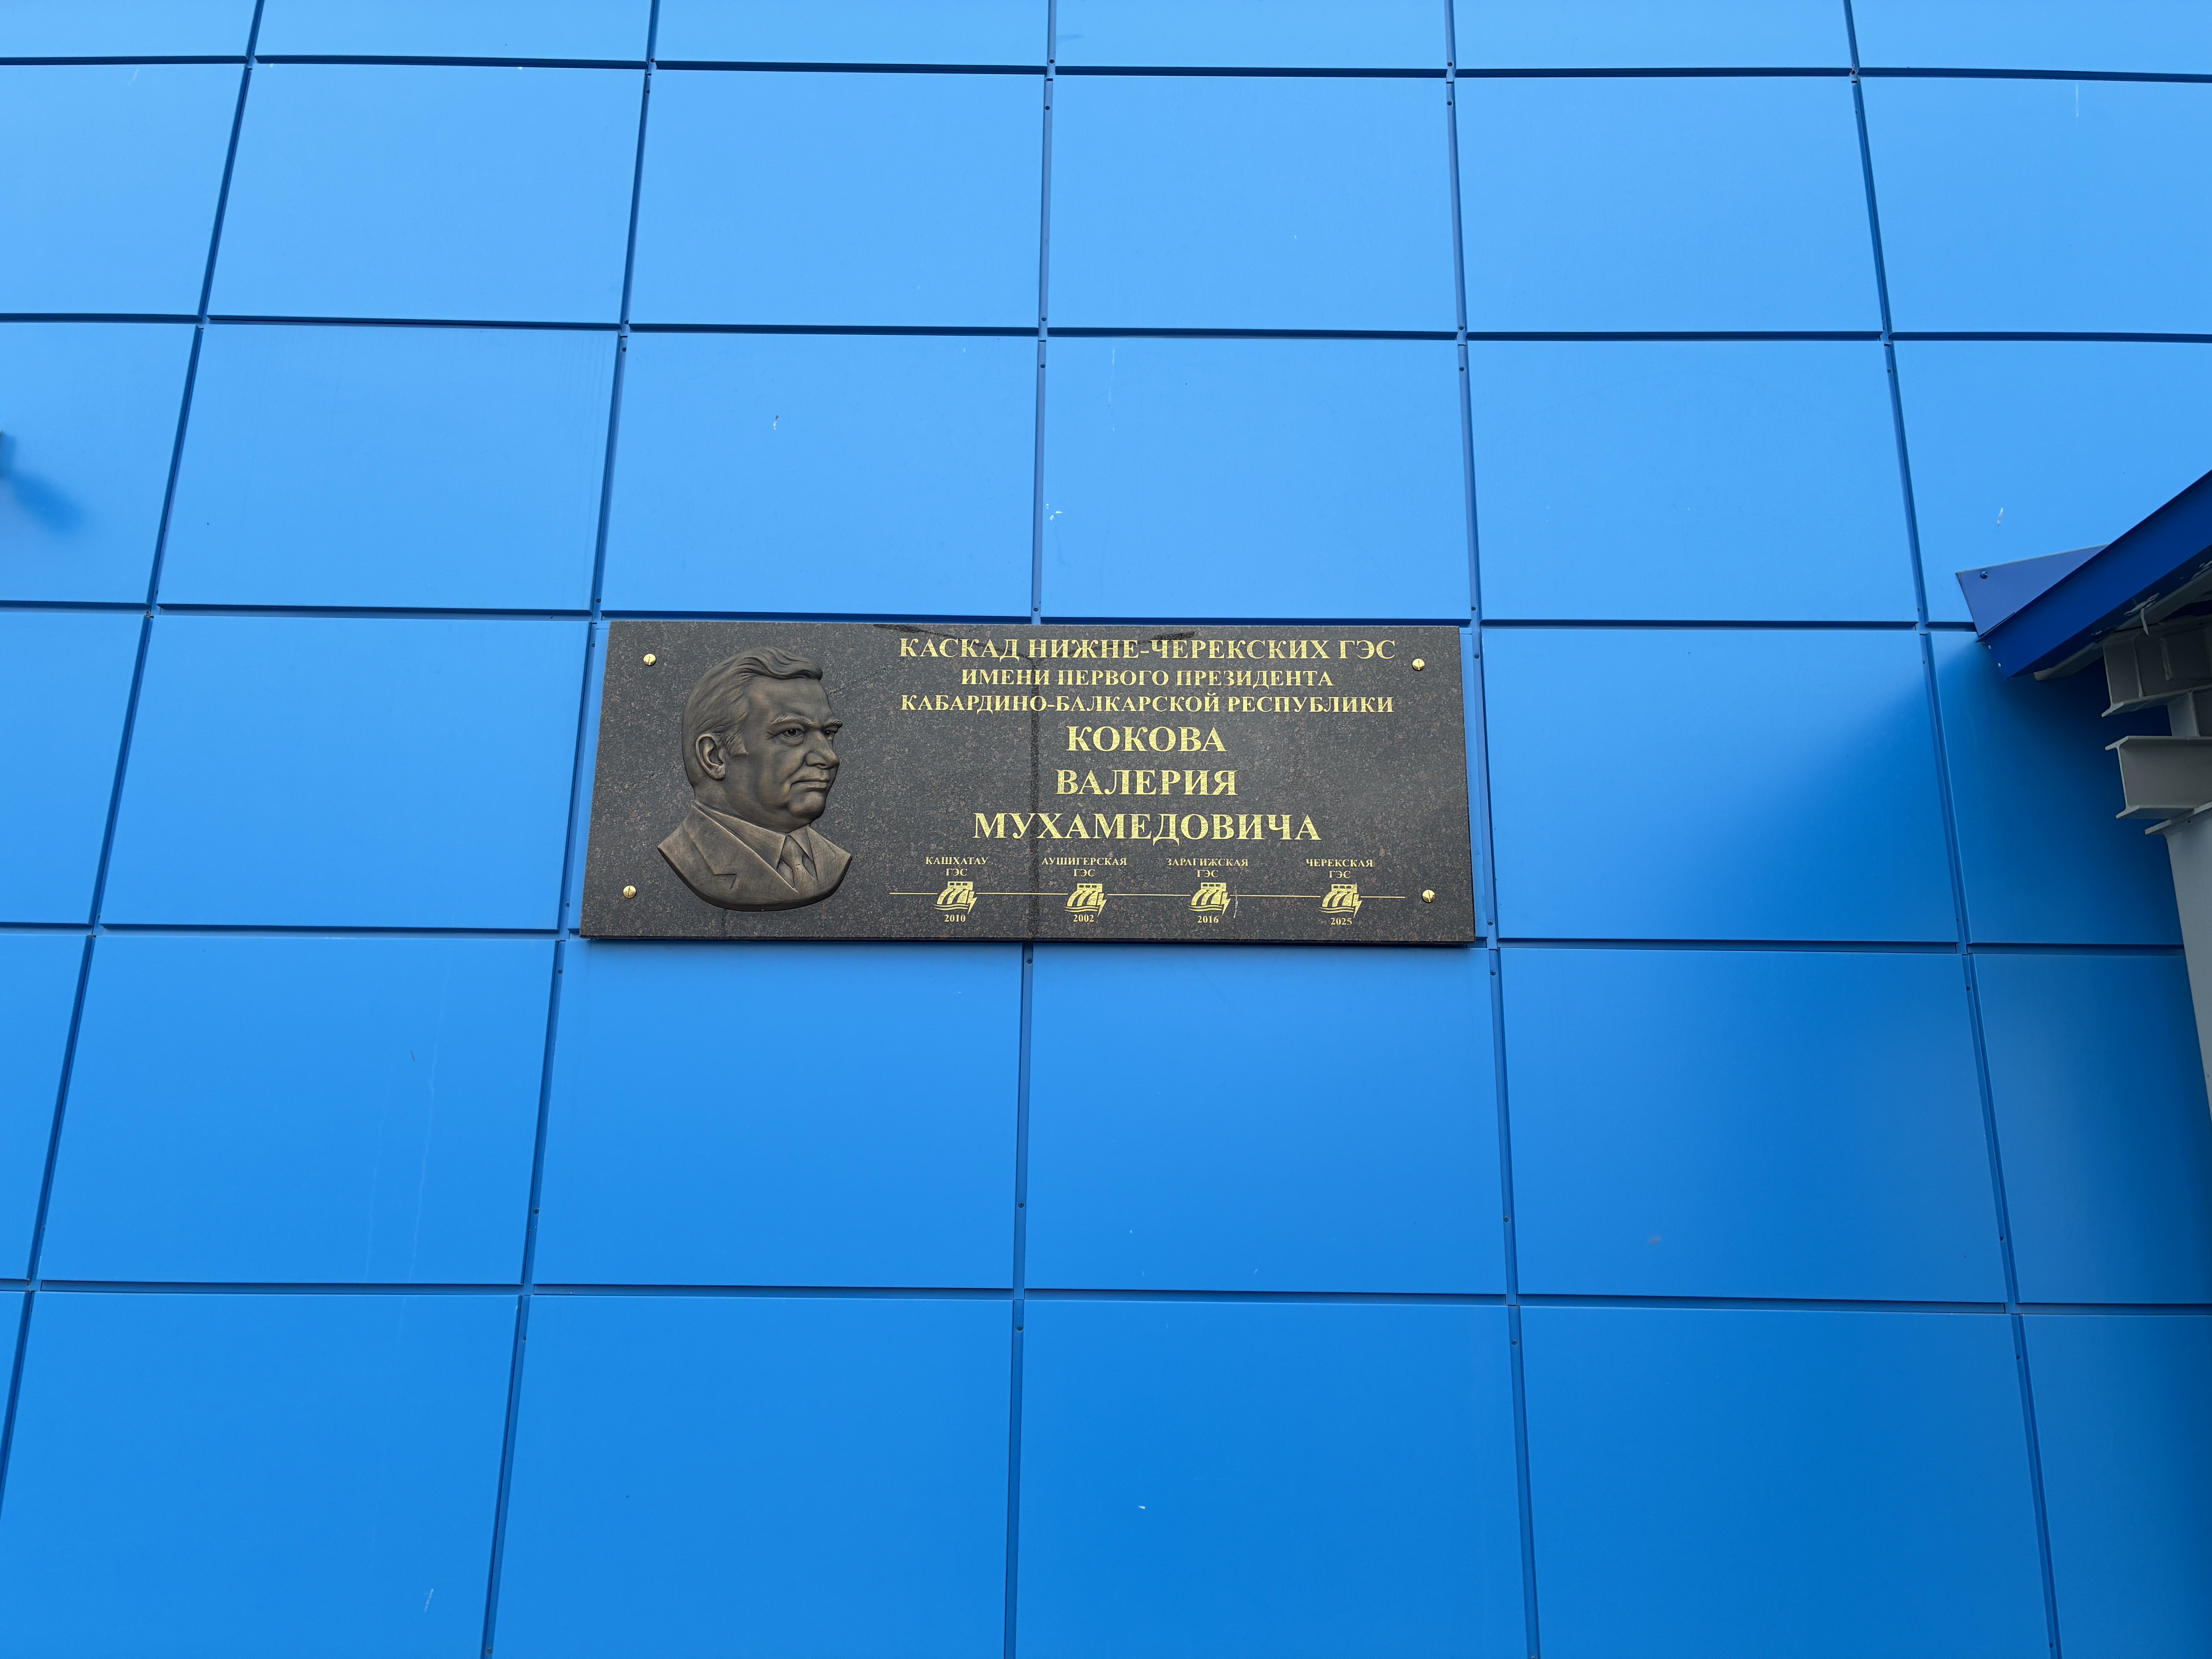 КАСКАД НИЖНЕ-ЧЕРЕКСКИХ ГЭС
ИМЕНИ ПЕРВОГО ПРЕЗИДЕНТА
КАБАРДИНО-БАЛКАРСКОЙ РЕСПУБЛИКИ
КОКОВА
ВАЛЕРИЯ
МУХАМЕДОВИЧА
КАШХАТАУ
ГЭС
2010
АУШИГЕРСКАЯ
ГЭС
2002
ЗАРАГИЖСКАЯ
ГЭС
2016
ЧЕРЕКСКАЯ
ГЭС
2025